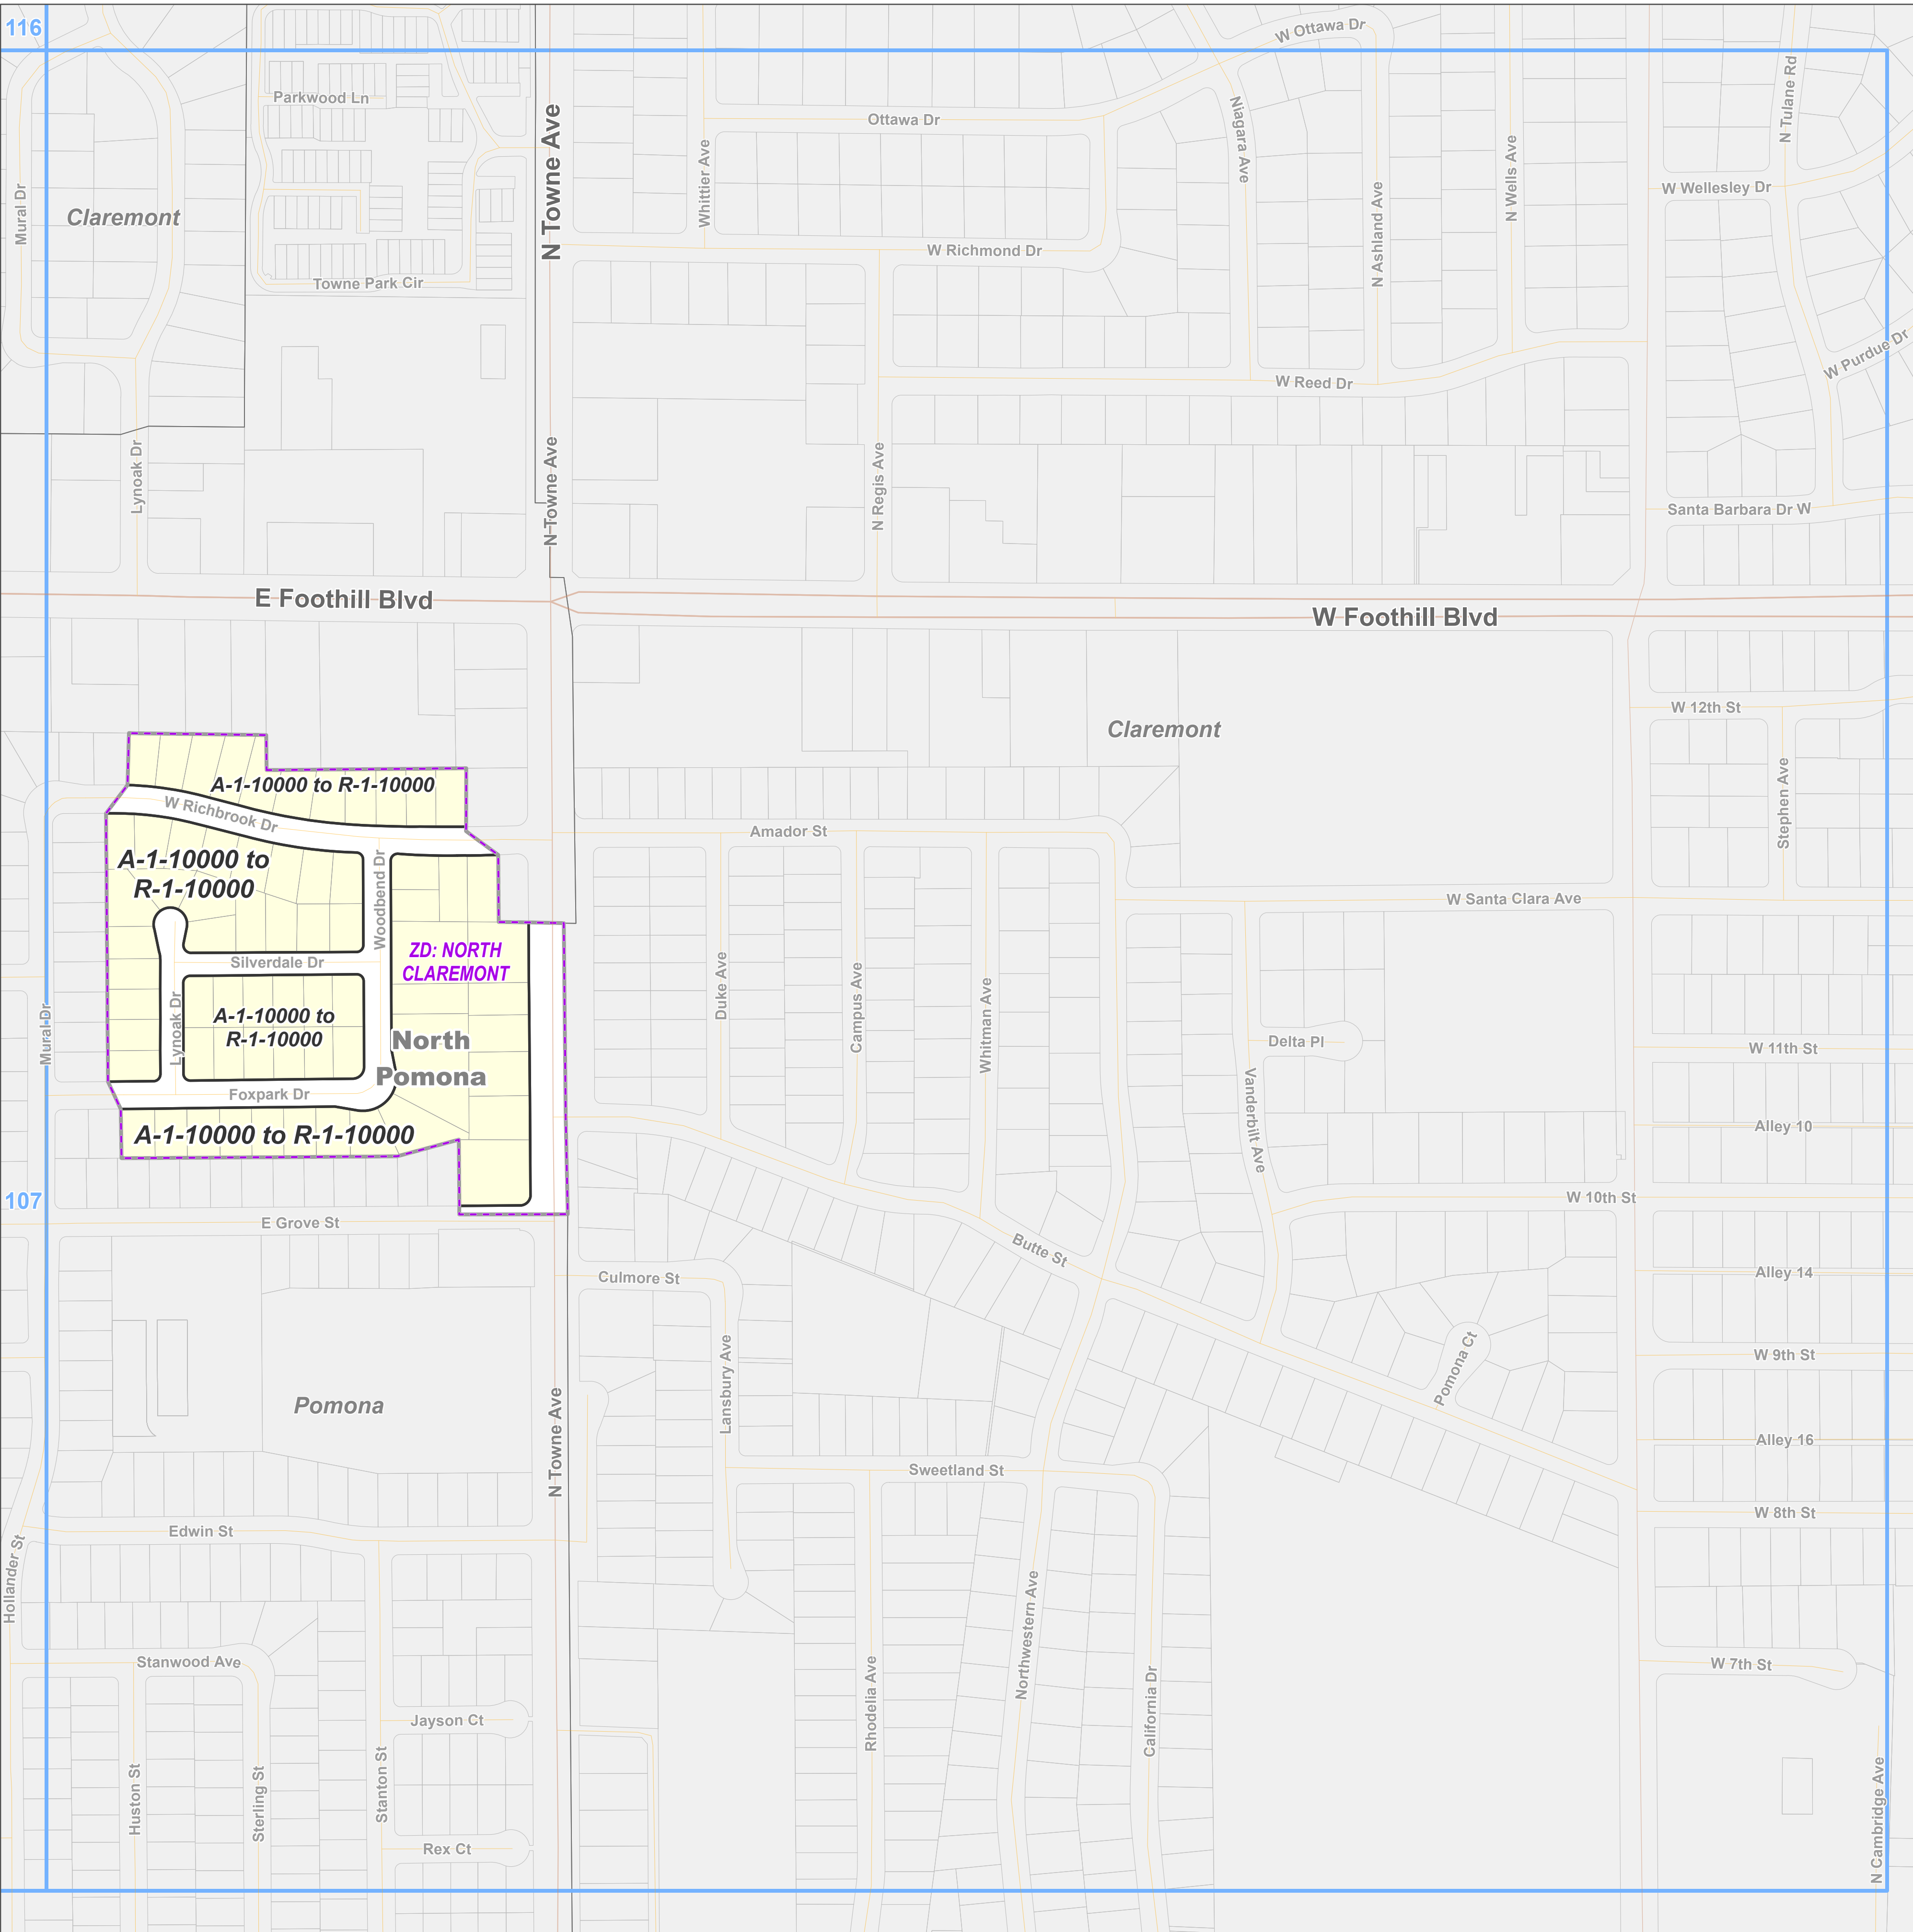 116
W Ottawa Dr
Parkwood Ln
N Towne Ave
Ottawa Dr
Niagara Ave
N Tulane Rd
Whittier Ave
N Wells Ave
Mural Dr
Claremont
N Ashland Ave
W Wellesley Dr
W Richmond Dr
Towne Park Cir
W Purdue Dr
W Reed Dr
Lynoak Dr
N Towne Ave
N Regis Ave
Santa Barbara Dr W
E Foothill Blvd
W Foothill Blvd
W 12th St
Claremont
A-1-10000 to R-1-10000
W Richbrook Dr
Stephen Ave
Amador St
A-1-10000 to
R-1-10000
Woodbend Dr
W Santa Clara Ave
ZD: NORTH
CLAREMONT
Silverdale Dr
Duke Ave
Campus Ave
Whitman Ave
A-1-10000 to
R-1-10000
Lynoak Dr
Mural Dr
North
Pomona
Delta Pl
W 11th St
Foxpark Dr
Vanderbilt Ave
A-1-10000 to R-1-10000
Alley 10
107
W 10th St
E Grove St
Butte St
Culmore St
Alley 14
Lansbury Ave
Pomona Ct
W 9th St
Pomona
N Towne Ave
Alley 16
Sweetland St
W 8th St
Edwin St
Hollander St
Northwestern Ave
Stanwood Ave
W 7th St
Rhodelia Ave
California Dr
Jayson Ct
Huston St
Sterling St
Stanton St
N Cambridge Ave
Rex Ct